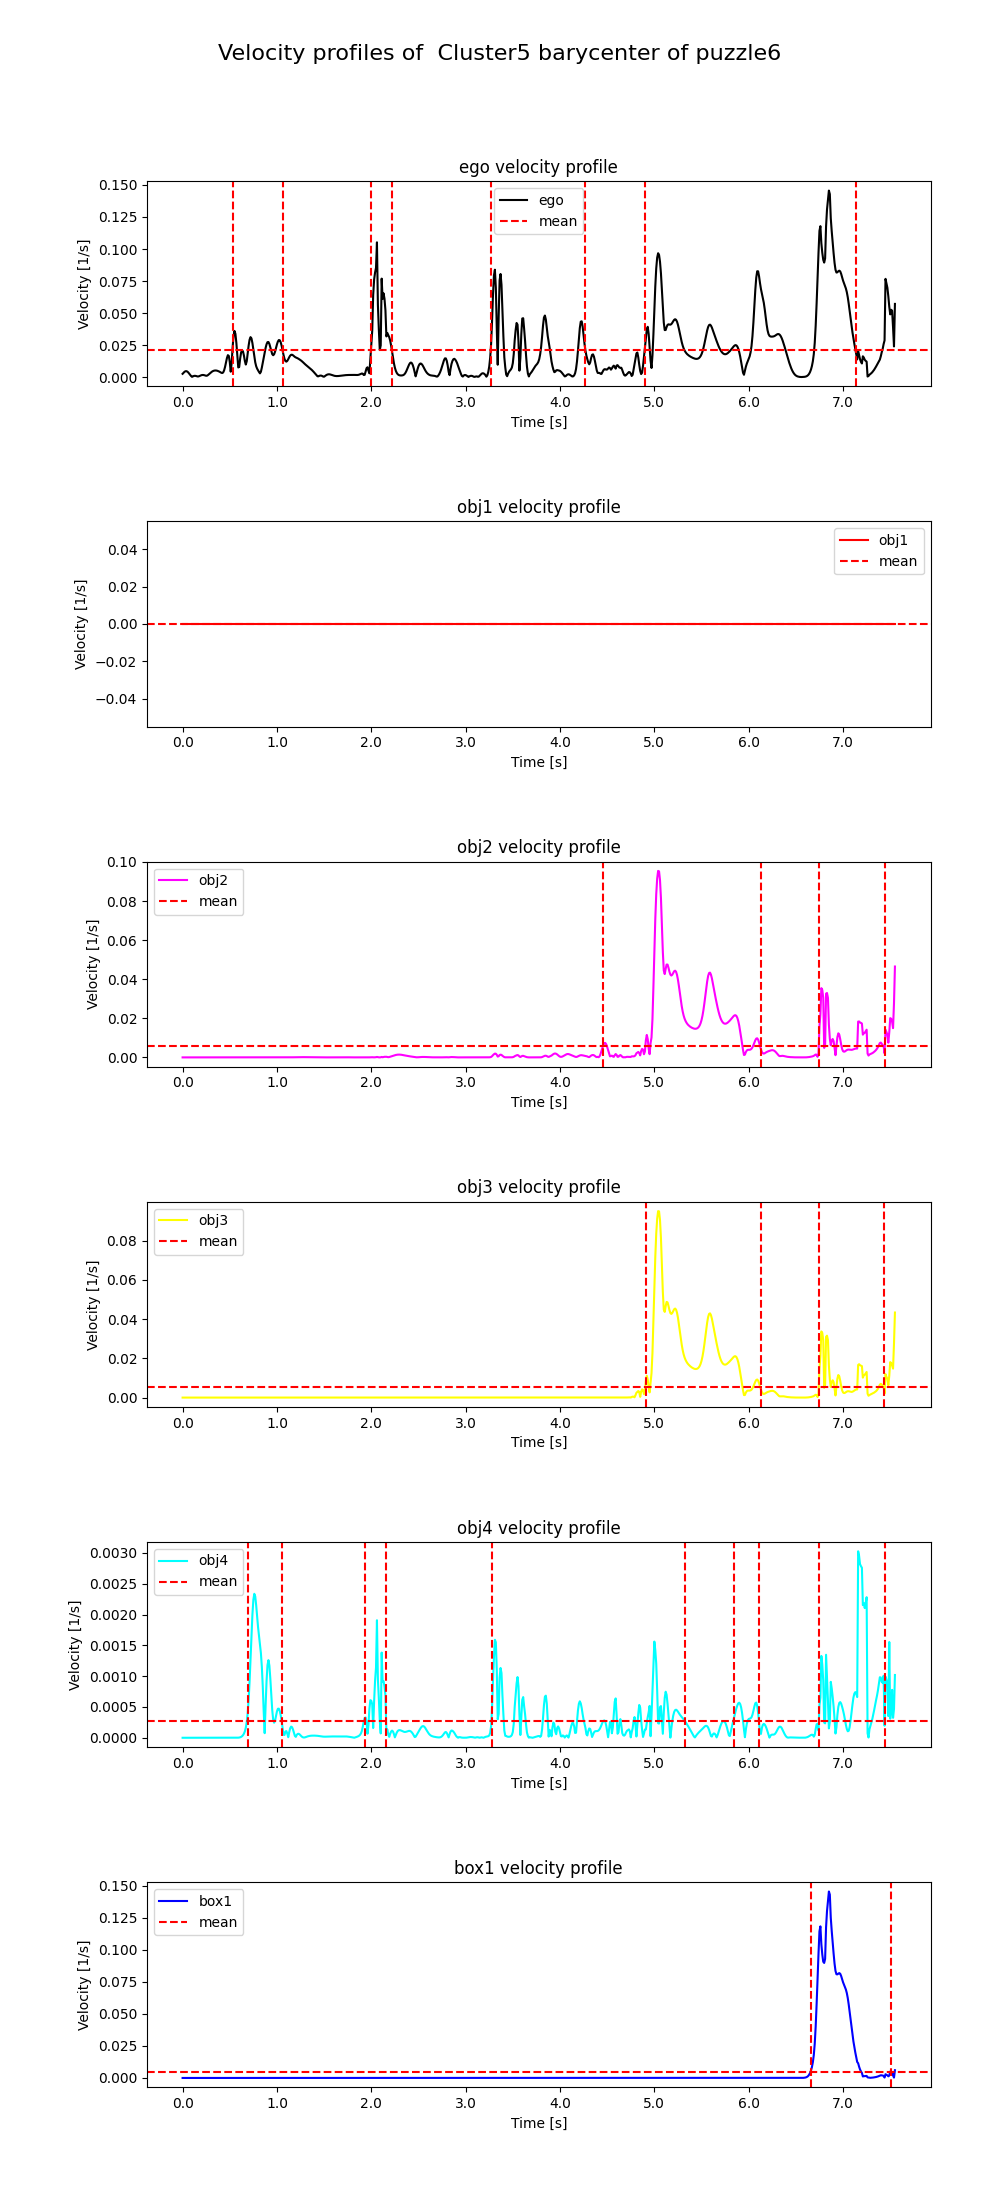 Velocity profiles of  Cluster5 barycenter of puzzle6
ego velocity profile
0.150
0.125
0.100
0.075
0.050
0.025
0.000
Velocity [1/s]
ego
mean
0.0 1.0 2.0 3.0 4.0 5.0 6.0 7.0
Time [s]
obj1 velocity profile
0.04
0.02
0.00
−0.02
−0.04
Velocity [1/s]
obj1
mean
0.0 1.0 2.0 3.0 4.0 5.0 6.0 7.0
Time [s]
obj2 velocity profile
0.10
0.08
0.06
0.04
0.02
0.00
Velocity [1/s]
obj2
mean
0.0 1.0 2.0 3.0 4.0 5.0 6.0 7.0
Time [s]
obj3 velocity profile
0.08
0.06
0.04
0.02
0.00
Velocity [1/s]
obj3
mean
0.0 1.0 2.0 3.0 4.0 5.0 6.0 7.0
Time [s]
obj4 velocity profile
0.0030
0.0025
0.0020
0.0015
0.0010
0.0005
0.0000
Velocity [1/s]
obj4
mean
0.0 1.0 2.0 3.0 4.0 5.0 6.0 7.0
Time [s]
box1 velocity profile
0.150
0.125
0.100
0.075
0.050
0.025
0.000
Velocity [1/s]
box1
mean
0.0 1.0 2.0 3.0 4.0 5.0 6.0 7.0
Time [s]